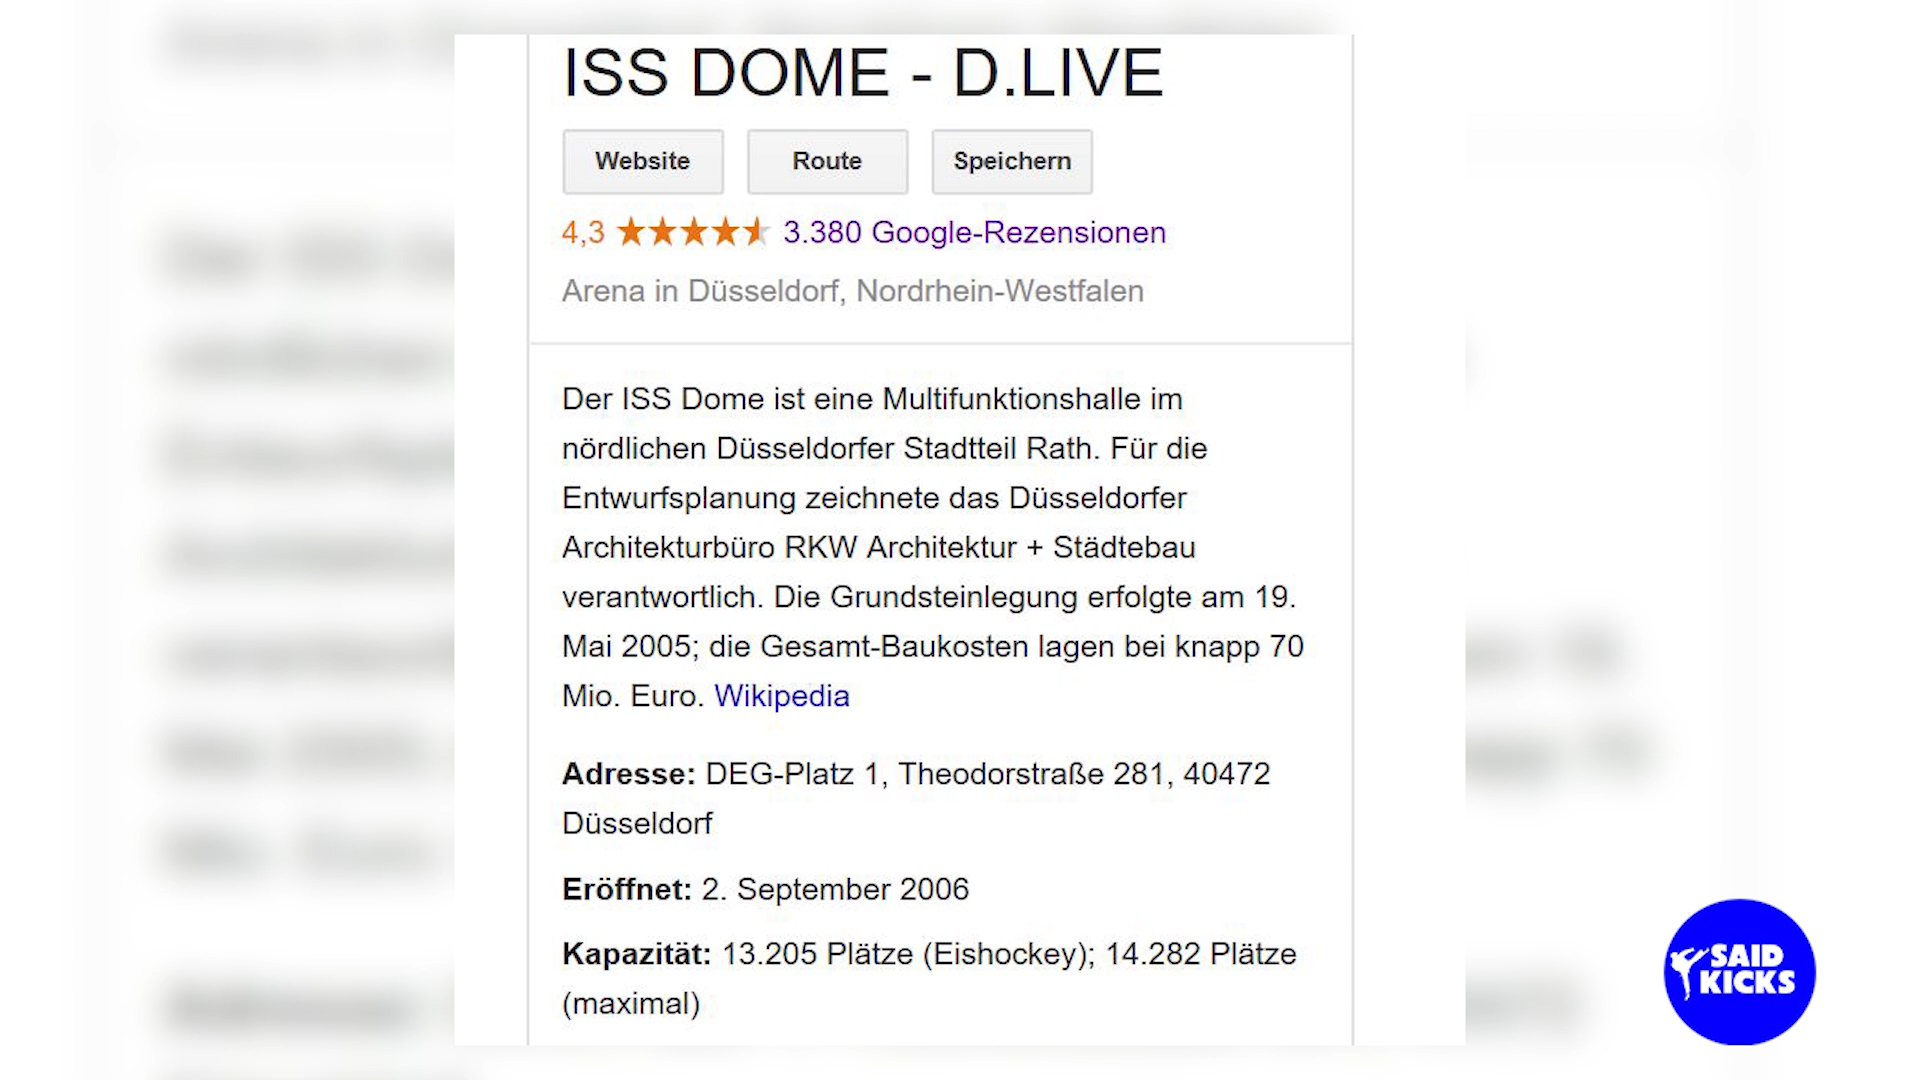 ISS DOME - D.LIVE
Website
Route
Speichern
4,3 3.380 Google-Rezensionen
Arena in Düsseldorf, Nordrhein-Westfalen
Der ISS Dome ist eine Multifunktionshalle im
nördlichen Düsseldorfer Stadtteil Rath. Für die
Entwurfsplanung zeichnete das Düsseldorfer
Architekturbüro RKW Architektur + Städtebau
verantwortlich. Die Grundsteinlegung erfolgte am 19.
Mai 2005; die Gesamt-Baukosten lagen bei knapp 70
Mio. Euro. Wikipedia
Adresse: DEG-Platz 1, Theodorstraße 281, 40472
Düsseldorf
Eröffnet: 2. September 2006
Kapazität: 13.205 Plätze (Eishockey); 14.282 Plätze
(maximal)
SAID
KICKS